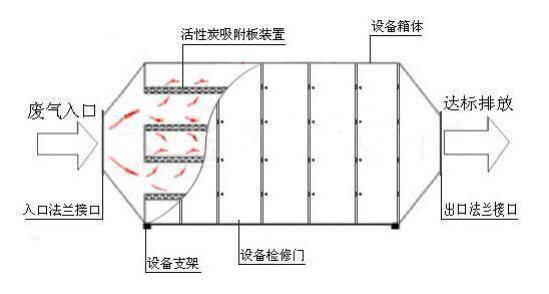 设备箱体
活性炭吸附板装置
废气入口
达标排放
入口法兰接口
出口法兰接口
设备支架
设备检修门